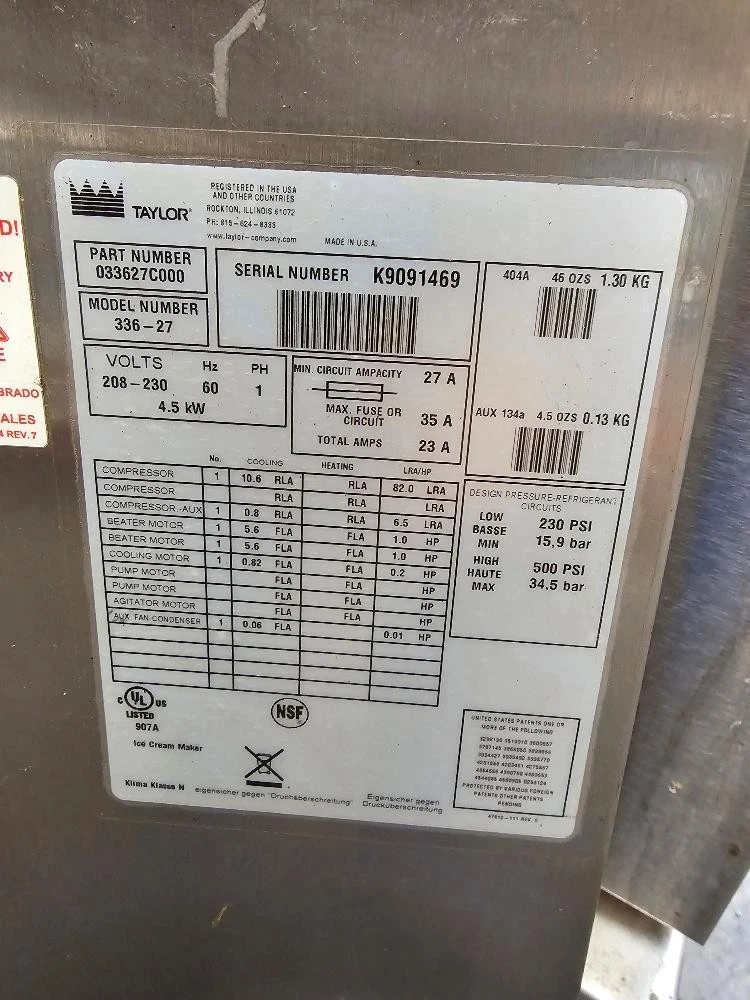 REGISTERED IN THE USA
AND OTHER COUNTRIES
TAYLOR®
ROCKTON, ILLINOIS 61072
PH: 815-624-8333
www.taylor-company.com
MADE IN U.S.A.
D!
RY
E
BRADO
ALES
4 REV.7
PART NUMBER
033627C000
MODEL NUMBER
336-27
SERIAL NUMBER K9091469
404A 46 OZS 1.30 KG
AUX 134a 4.5 OZS 0.13 KG
VOLTS Hz PH
208-230 60 1
4.5 kW
MIN. CIRCUIT AMPACITY 27 A
MAX. FUSE OR
CIRCUIT 35 A
TOTAL AMPS 23 A
No. COOLING HEATING LRA/HP
COMPRESSOR 1 10.6 RLA RLA 82.0 LRA
COMPRESSOR RLA RLA LRA
COMPRESSOR-AUX 1 0.8 RLA RLA 6.5 LRA
BEATER MOTOR 1 5.6 FLA FLA 1.0 HP
BEATER MOTOR 1 5.6 FLA FLA 1.0 HP
COOLING MOTOR 1 0.82 FLA FLA 0.2 HP
PUMP MOTOR FLA FLA HP
PUMP MOTOR FLA FLA HP
AGITATOR MOTOR FLA FLA HP
AUX FAN-CONDENSER 1 0.06 FLA 0.01 HP
DESIGN PRESSURE-REFRIGERANT
CIRCUITS
LOW
BASSE 230 PSI
MIN 15,9 bar
HIGH
HAUTE 500 PSI
MAX 34.5 bar
C UL US
LISTED
907A
NSF
Ice Cream Maker
Klima Klasse N
eigensicher gegen "Druchsberschreitung"
Eigensicher gegen
Drucküberschreitung
UNITED STATES PATENTS ONE OR
MORE OF THE FOLLOWING
PROTECTED BY VARIOUS FOREIGN
PATENTS OTHER PATENTS
PENDING